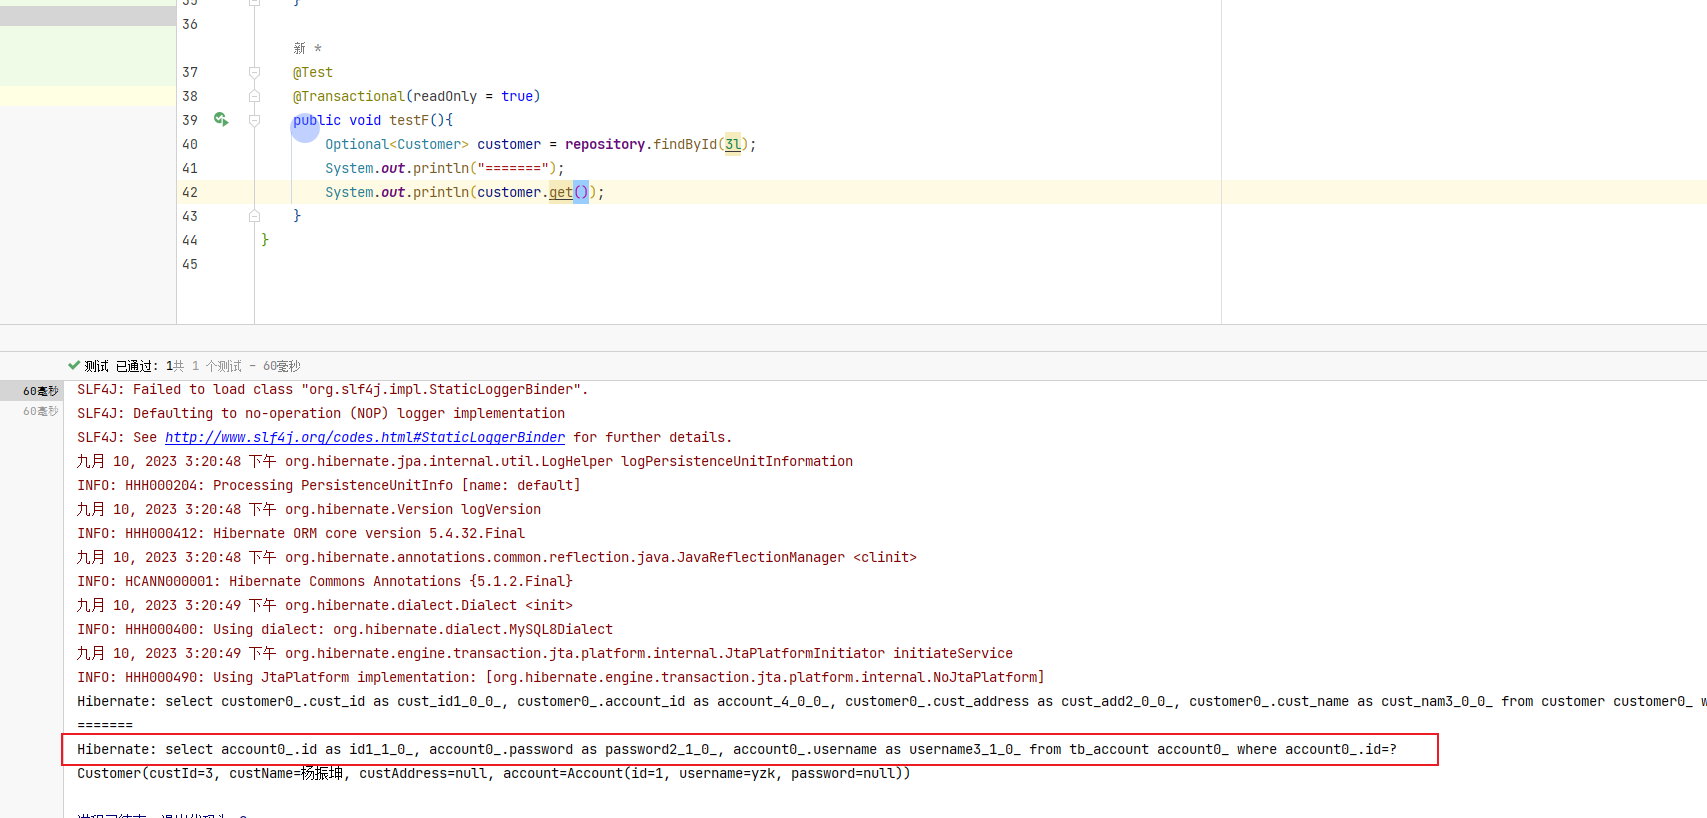 35 }
36
新 *
37 @Test
38 @Transactional(readOnly = true)
39 public void testF(){
40 Optional<Customer> customer = repository.findById(3l);
41 System.out.println("=======");
42 System.out.println(customer.get());
43 }
44 }
45
测试 已通过: 1共 1 个测试 – 60毫秒
60毫秒 SLF4J: Failed to load class "org.slf4j.impl.StaticLoggerBinder".
60毫秒 SLF4J: Defaulting to no-operation (NOP) logger implementation
SLF4J: See http://www.slf4j.org/codes.html#StaticLoggerBinder for further details.
九月 10, 2023 3:20:48 下午 org.hibernate.jpa.internal.util.LogHelper logPersistenceUnitInformation
INFO: HHH000204: Processing PersistenceUnitInfo [name: default]
九月 10, 2023 3:20:48 下午 org.hibernate.Version logVersion
INFO: HHH000412: Hibernate ORM core version 5.4.32.Final
九月 10, 2023 3:20:48 下午 org.hibernate.annotations.common.reflection.java.JavaReflectionManager <clinit>
INFO: HCANN000001: Hibernate Commons Annotations {5.1.2.Final}
九月 10, 2023 3:20:49 下午 org.hibernate.dialect.Dialect <init>
INFO: HHH000400: Using dialect: org.hibernate.dialect.MySQL8Dialect
九月 10, 2023 3:20:49 下午 org.hibernate.engine.transaction.jta.platform.internal.JtaPlatformInitiator initiateService
INFO: HHH000490: Using JtaPlatform implementation: [org.hibernate.engine.transaction.jta.platform.internal.NoJtaPlatform]
Hibernate: select customer0_.cust_id as cust_id1_0_0_, customer0_.account_id as account_4_0_0_, customer0_.cust_address as cust_add2_0_0_, customer0_.cust_name as cust_nam3_0_0_ from customer customer0_
=======
Hibernate: select account0_.id as id1_1_0_, account0_.password as password2_1_0_, account0_.username as username3_1_0_ from tb_account account0_ where account0_.id=?
Customer(custId=3, custName=杨振坤, custAddress=null, account=Account(id=1, username=yzk, password=null))